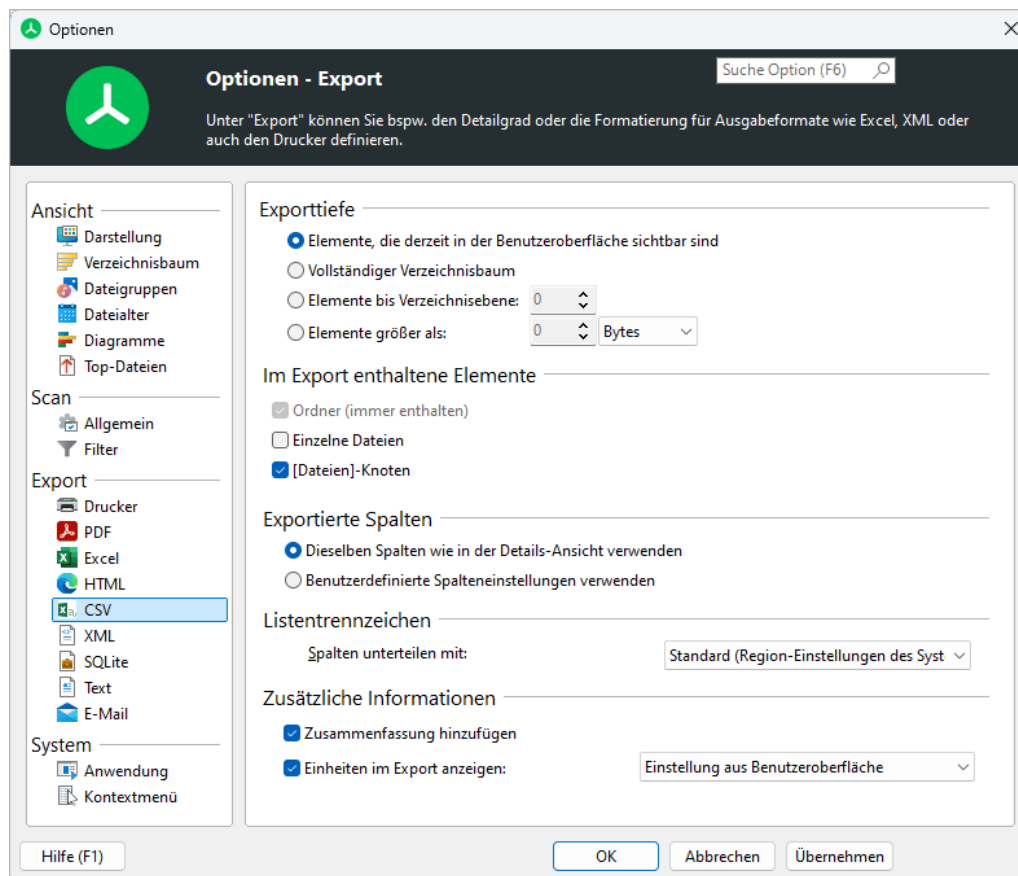 Optionen
Optionen - Export
Suche Option (F6)
Unter "Export" können Sie bspw. den Detailgrad oder die Formatierung für Ausgabeformate wie Excel, XML oder
auch den Drucker definieren.
Ansicht
Darstellung
Verzeichnisbaum
Dateigruppen
Dateialter
Diagramme
Top-Dateien
Scan
Allgemein
Filter
Export
Drucker
PDF
Excel
HTML
CSV
XML
SQLite
Text
E-Mail
System
Anwendung
Kontextmenü
Exporttiefe
Elemente, die derzeit in der Benutzeroberfläche sichtbar sind
Vollständiger Verzeichnisbaum
Elemente bis Verzeichnisebene: 0
Elemente größer als: 0 Bytes
Im Export enthaltene Elemente
Ordner (immer enthalten)
Einzelne Dateien
[Dateien]-Knoten
Exportierte Spalten
Dieselben Spalten wie in der Details-Ansicht verwenden
Benutzerdefinierte Spalteneinstellungen verwenden
Listentrennzeichen
Spalten unterteilen mit: Standard (Region-Einstellungen des Syst
Zusätzliche Informationen
Zusammenfassung hinzufügen
Einheiten im Export anzeigen: Einstellung aus Benutzeroberfläche
Hilfe (F1) OK Abbrechen Übernehmen